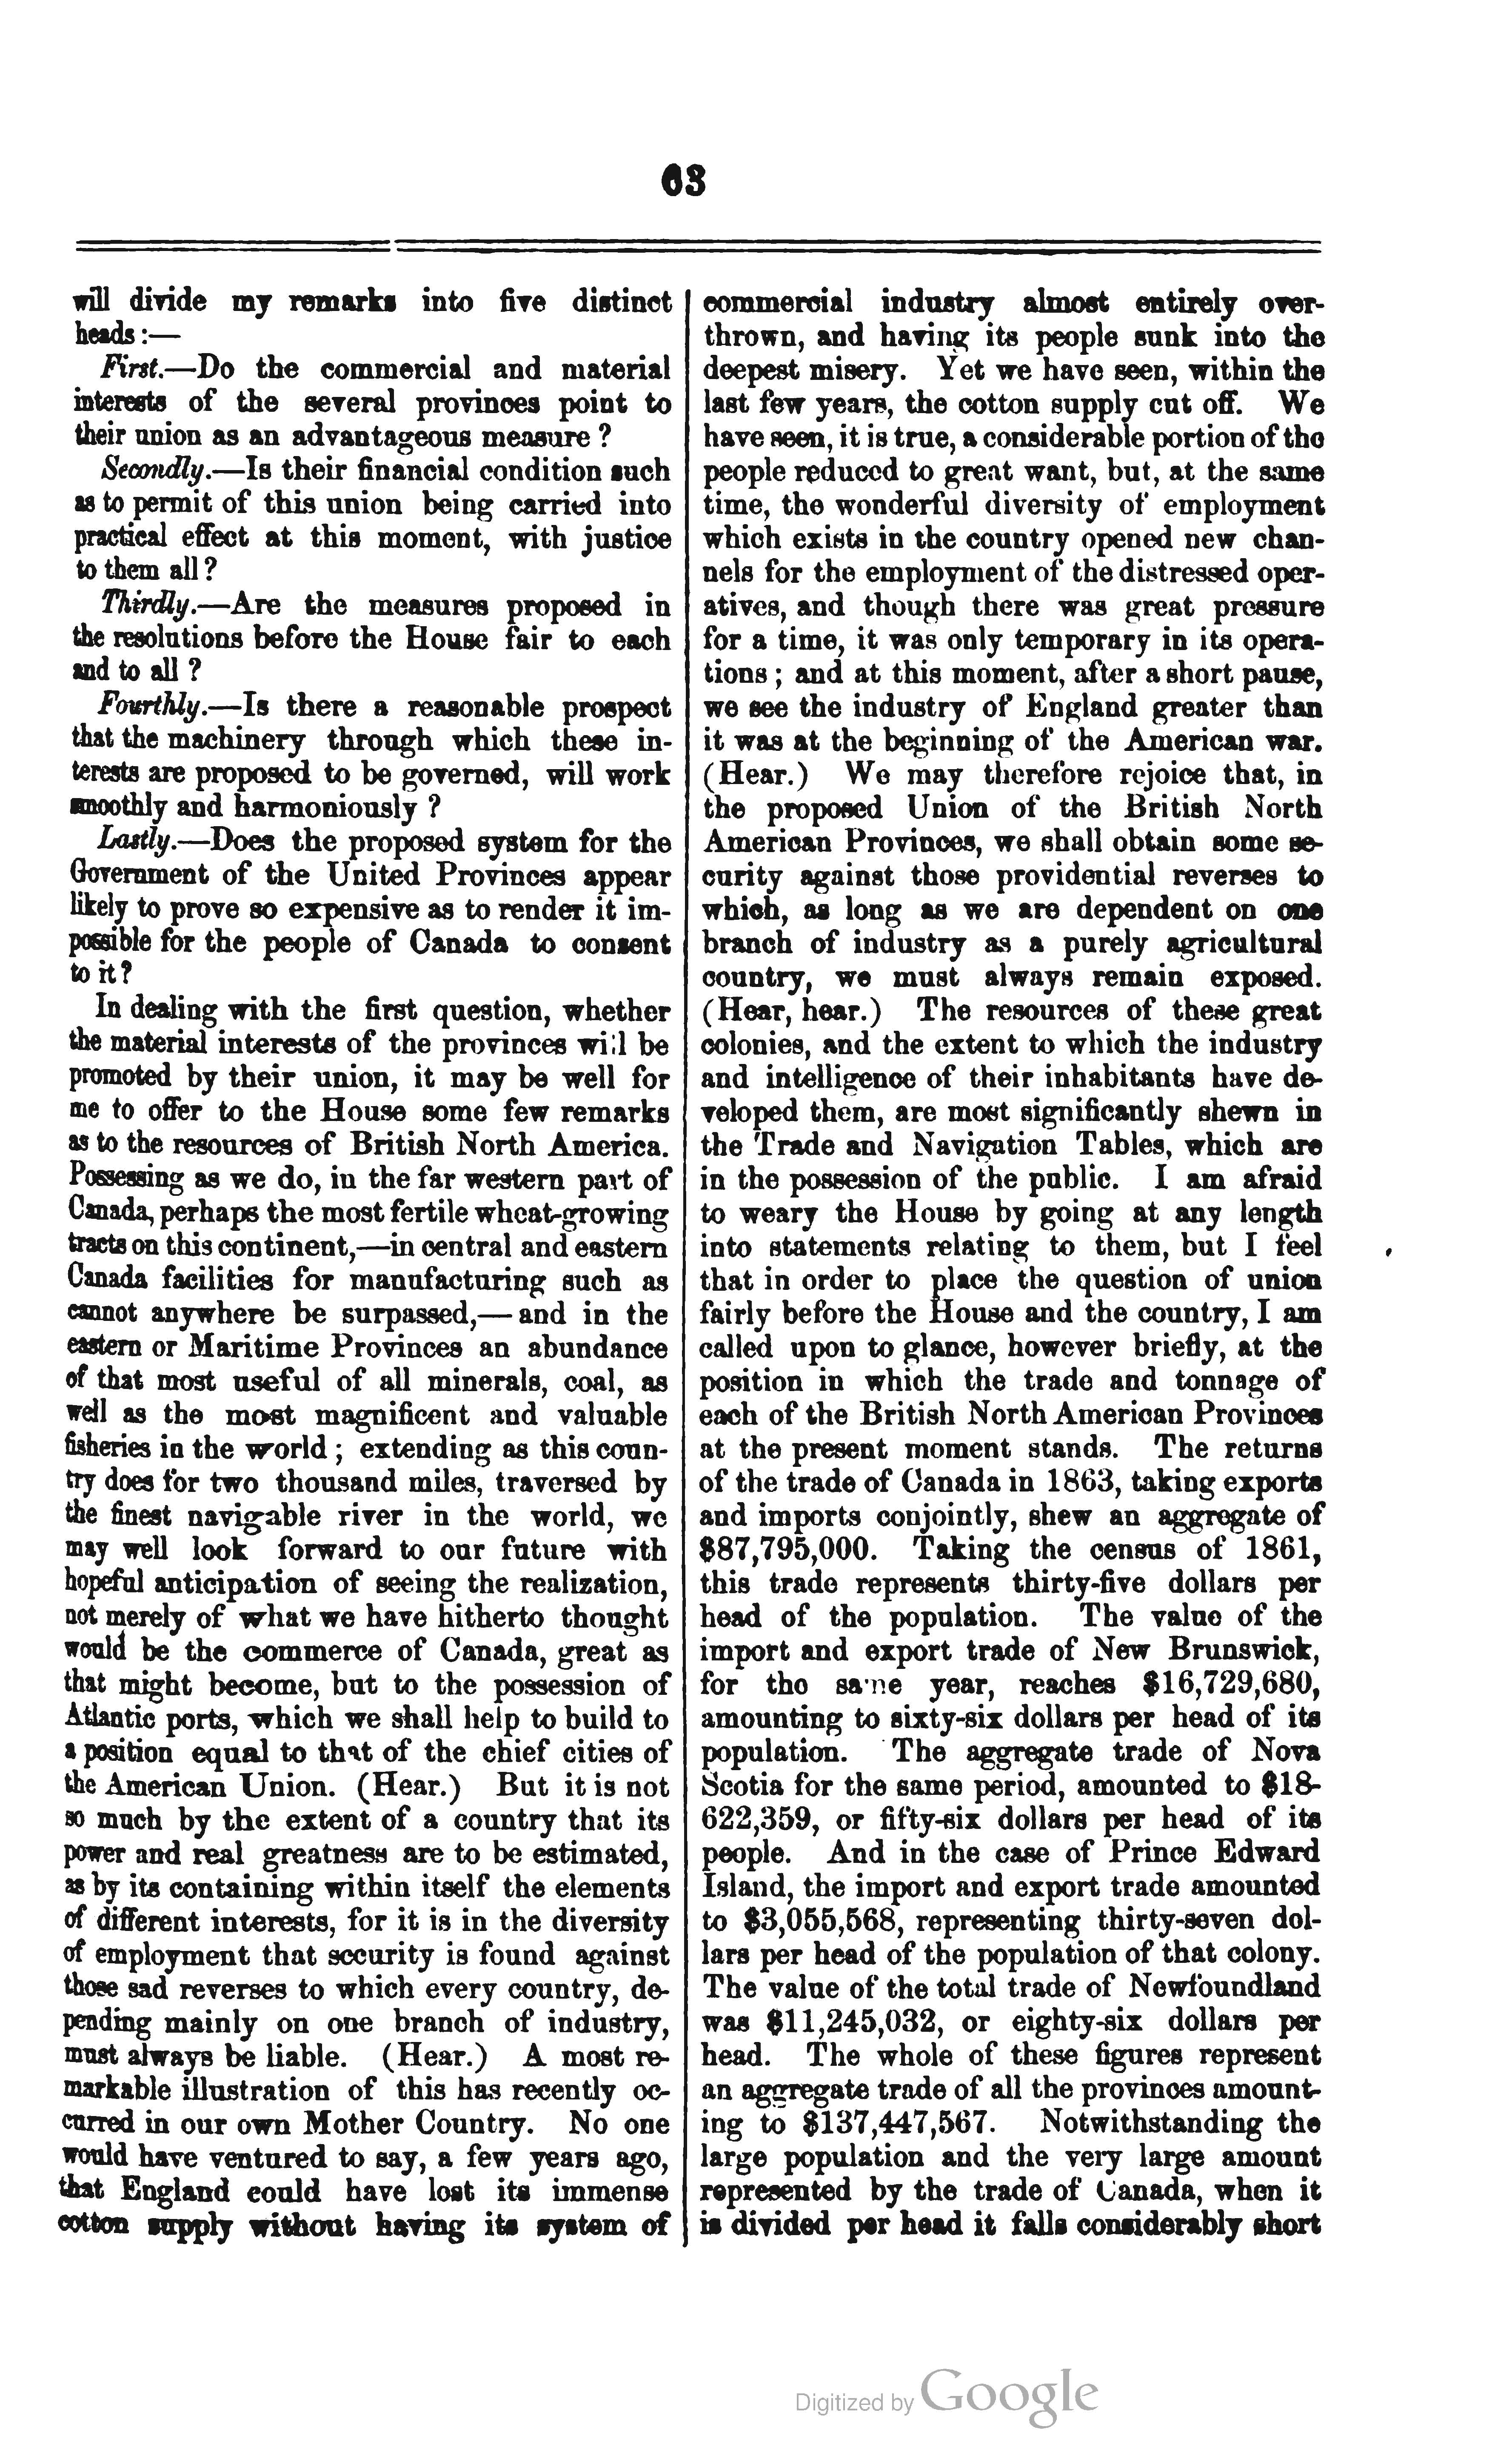 63
will divide my remarks into five distinct
heads :—
First.—Do the commercial and material
interests of the several provinces point to
their union as an advantageous measure ?
Secondly.—Is their financial condition such
as to permit of this union being carried into
practical effect at this moment, with justice
to them all ?
Thirdly.—Are the measures proposed in
the resolutions before the House fair to each
and to all ?
Fourthly.—Is there a reasonable prospect
that the machinery through which these in-
terests are proposed to be governed, will work
smoothly and harmoniously ?
Lastly.—Does the proposed system for the
Government of the United Provinces appear
likely to prove so expensive as to render it im-
possible for the people of Canada to consent
to it ?
In dealing with the first question, whether
the material interests of the provinces will be
promoted by their union, it may be well for
me to offer to the House some few remarks
as to the resources of British North America.
Possessing as we do, in the far western part of
Canada, perhaps the most fertile wheat-growing
tracts on this continent,—in central and eastern
Canada facilities for manufacturing such as
cannot anywhere be surpassed,—and in the
eastern or Maritime Provinces an abundance
of that most useful of all minerals, coal, as
well as the most magnificent and valuable
fisheries in the world ; extending as this coun-
try does for two thousand miles, traversed by
the finest navigable river in the world, we
may well look forward to our future with
hopeful anticipation of seeing the realization,
not merely of what we have hitherto thought
would be the commerce of Canada, great as
that might become, but to the possession of
Atlantic ports, which we shall help to build to
a position equal to that of the chief cities of
the American Union. (Hear.) But it is not
so much by the extent of a country that its
power and real greatness are to be estimated,
as by its containing within itself the elements
of different interests, for it is in the diversity
of employment that security is found against
those sad reverses to which every country, de-
pending mainly on one branch of industry,
must always be liable. (Hear.) A most re-
markable illustration of this has recently oc-
curred in our own Mother Country. No one
would have ventured to say, a few years ago,
that England could have lost its immense
cotton supply without having its system of
commercial industry almost entirely over-
thrown, and having its people sunk into the
deepest misery. Yet we have seen, within the
last few years, the cotton supply cut off. We
have seen, it is true, a considerable portion of the
people reduced to great want, but, at the same
time, the wonderful diversity of employment
which exists in the country opened new chan-
nels for the employment of the distressed oper-
atives, and though there was great pressure
for a time, it was only temporary in its opera-
tions ; and at this moment, after a short pause,
we see the industry of England greater than
it was at the beginning of the American war.
(Hear.) We may therefore rejoice that, in
the proposed Union of the British North
American Provinces, we shall obtain some se-
curity against those providential reverses to
which, as long as we are dependent on one
branch of industry as a purely agricultural
country, we must always remain exposed.
(Hear, hear.) The resources of these great
colonies, and the extent to which the industry
and intelligence of their inhabitants have de-
veloped them, are most significantly shewn in
the Trade and Navigation Tables, which are
in the possession of the public. I am afraid
to weary the House by going at any length
into statements relating to them, but I feel
that in order to place the question of union
fairly before the House and the country, I am
called upon to glance, however briefly, at the
position in which the trade and tonnage of
each of the British North American Provinces
at the present moment stands. The returns
of the trade of Canada in 1863, taking exports
and imports conjointly, shew an aggregate of
$87,795,000. Taking the census of 1861,
this trade represents thirty-five dollars per
head of the population. The value of the
import and export trade of New Brunswick,
for the same year, reaches $16,729,680,
amounting to sixty-six dollars per head of its
population. The aggregate trade of Nova
Scotia for the same period, amounted to $18-
622,359, or fifty-six dollars per head of its
people. And in the case of Prince Edward
Island, the import and export trade amounted
to $3,055,568, representing thirty-seven dol-
lars per head of the population of that colony.
The value of the total trade of Newfoundland
was $11,245,032, or eighty-six dollars per
head. The whole of these figures represent
an aggregate trade of all the provinces amount-
ing to $137,447,567. Notwithstanding the
large population and the very large amount
represented by the trade of Canada, when it
is divided per head it falls considerably short
Digitized by Google